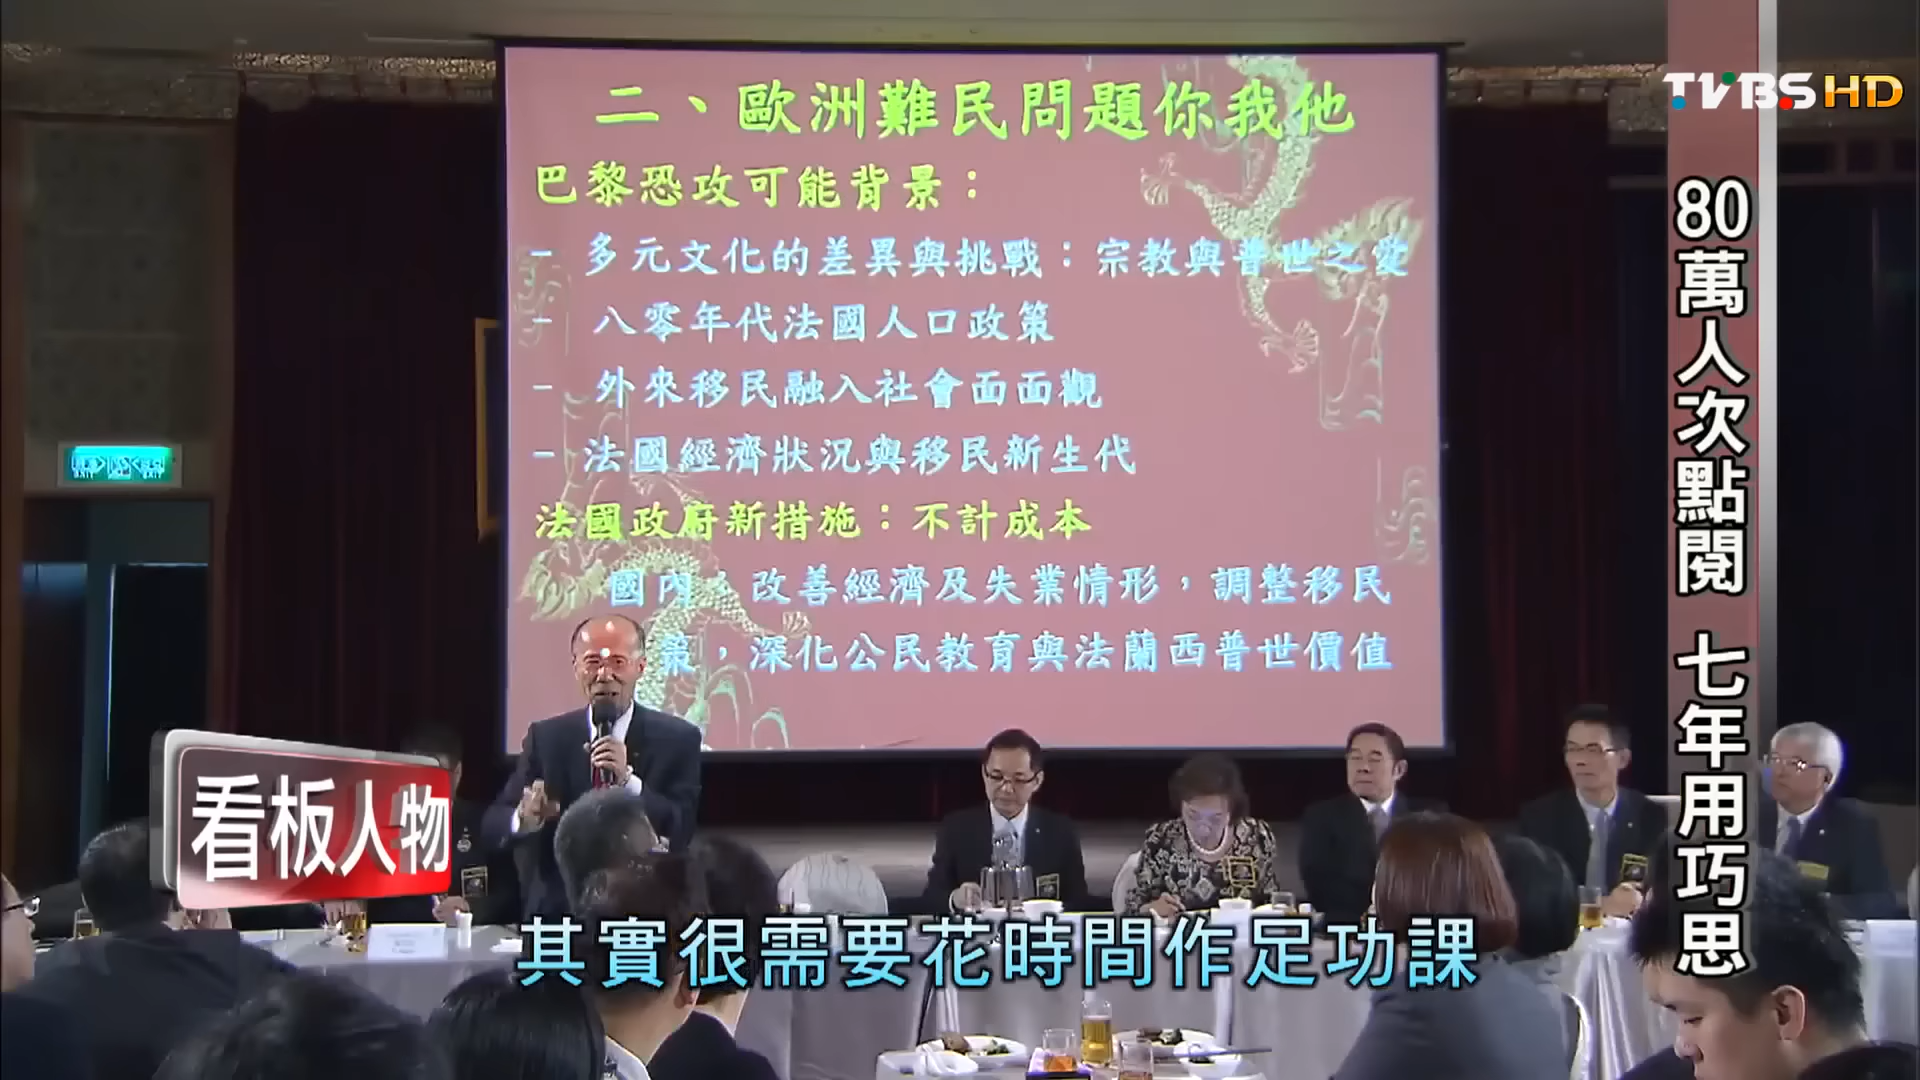 二、歐洲難民問題你我他
巴黎恐攻可能背景：
- 多元文化的差異與挑戰：宗教與普世之愛
- 八零年代法國人口政策
- 外來移民融入社會面面觀
- 法國經濟狀況與移民新生代
法國政府新措施：不計成本
國內 改善經濟及失業情形，調整移民
策，深化公民教育與法蘭西普世價值
TVBS HD
80萬人次點閱 七年用巧思
看板人物
其實很需要花時間作足功課